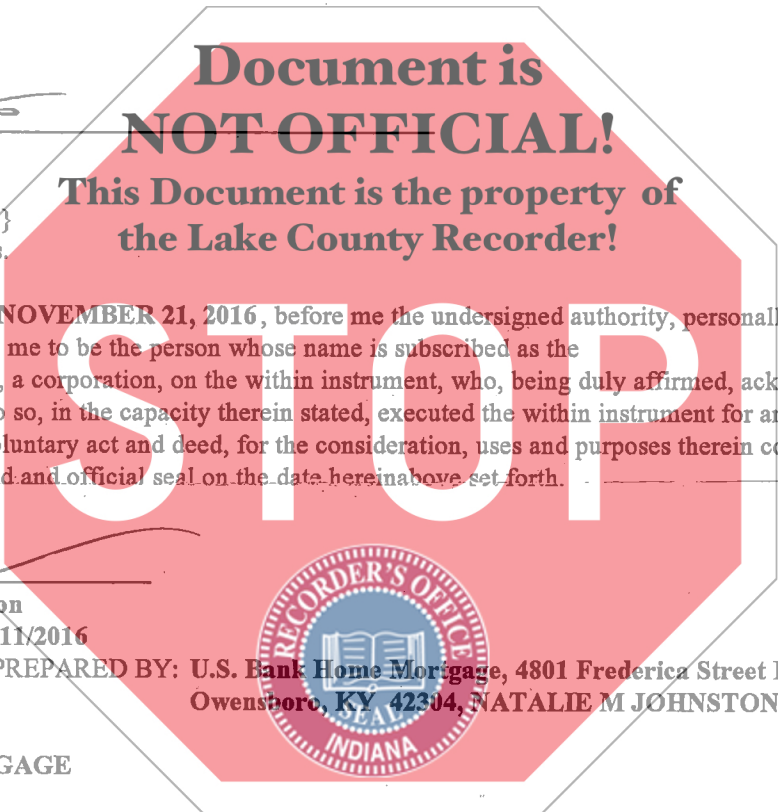 Document is
NOT OFFICIAL!
This Document is the property of
}
the Lake County Recorder!
s.
NOVEMBER 21, 2016, before me the undersigned authority, personall
me to be the person whose name is subscribed as the
, a corporation, on the within instrument, who, being duly affirmed, ack
o so, in the capacity therein stated, executed the within instrument for an
oluntary act and deed, for the consideration, uses and purposes therein co
d and official seal on the date hereinabove set forth.
STOP
on
11/2016
PREPARED BY: U.S. Bank Home Mortgage, 4801 Frederica Street
Owensboro, KY 42304, NATALIE M JOHNSTON
RECORDER'S OFFICE
SEAL
INDIANA
GAGE